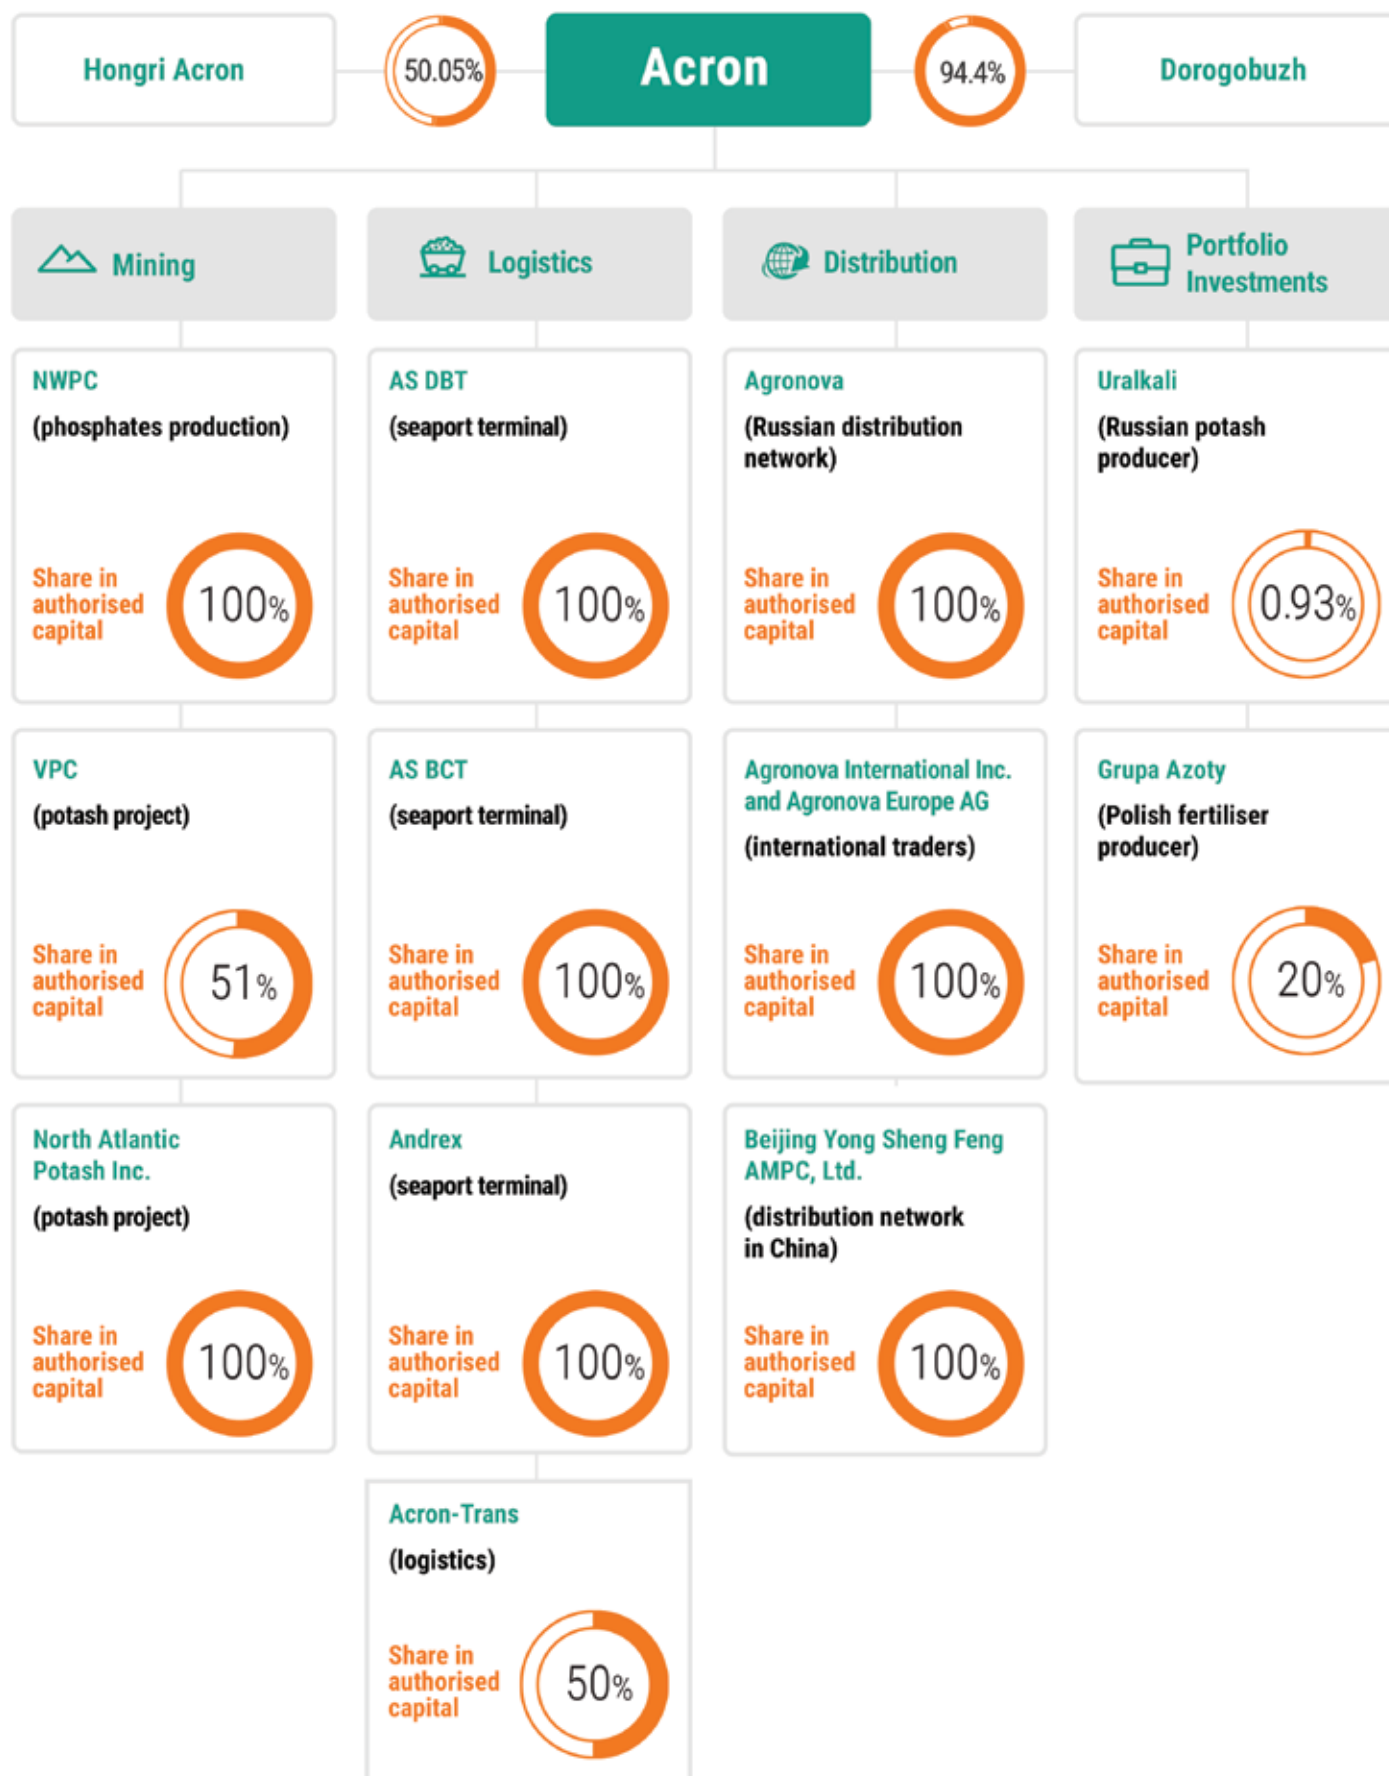 Hongri Acron
50.05%
Acron
94.4%
Dorogobuzh
Mining
Logistics
Distribution
Portfolio
Investments
NWPC
(phosphates production)
Share in
authorised
capital
100%
AS DBT
(seaport terminal)
Share in
authorised
capital
100%
Agronova
(Russian distribution
network)
Share in
authorised
capital
100%
Uralkali
(Russian potash
producer)
Share in
authorised
capital
0.93%
VPC
(potash project)
Share in
authorised
capital
51%
AS BCT
(seaport terminal)
Share in
authorised
capital
100%
Agronova International Inc.
and Agronova Europe AG
(international traders)
Share in
authorised
capital
100%
Grupa Azoty
(Polish fertiliser
producer)
Share in
authorised
capital
20%
North Atlantic
Potash Inc.
(potash project)
Share in
authorised
capital
100%
Andrex
(seaport terminal)
Share in
authorised
capital
100%
Beijing Yong Sheng Feng
AMPC, Ltd.
(distribution network
in China)
Share in
authorised
capital
100%
Acron-Trans
(logistics)
Share in
authorised
capital
50%